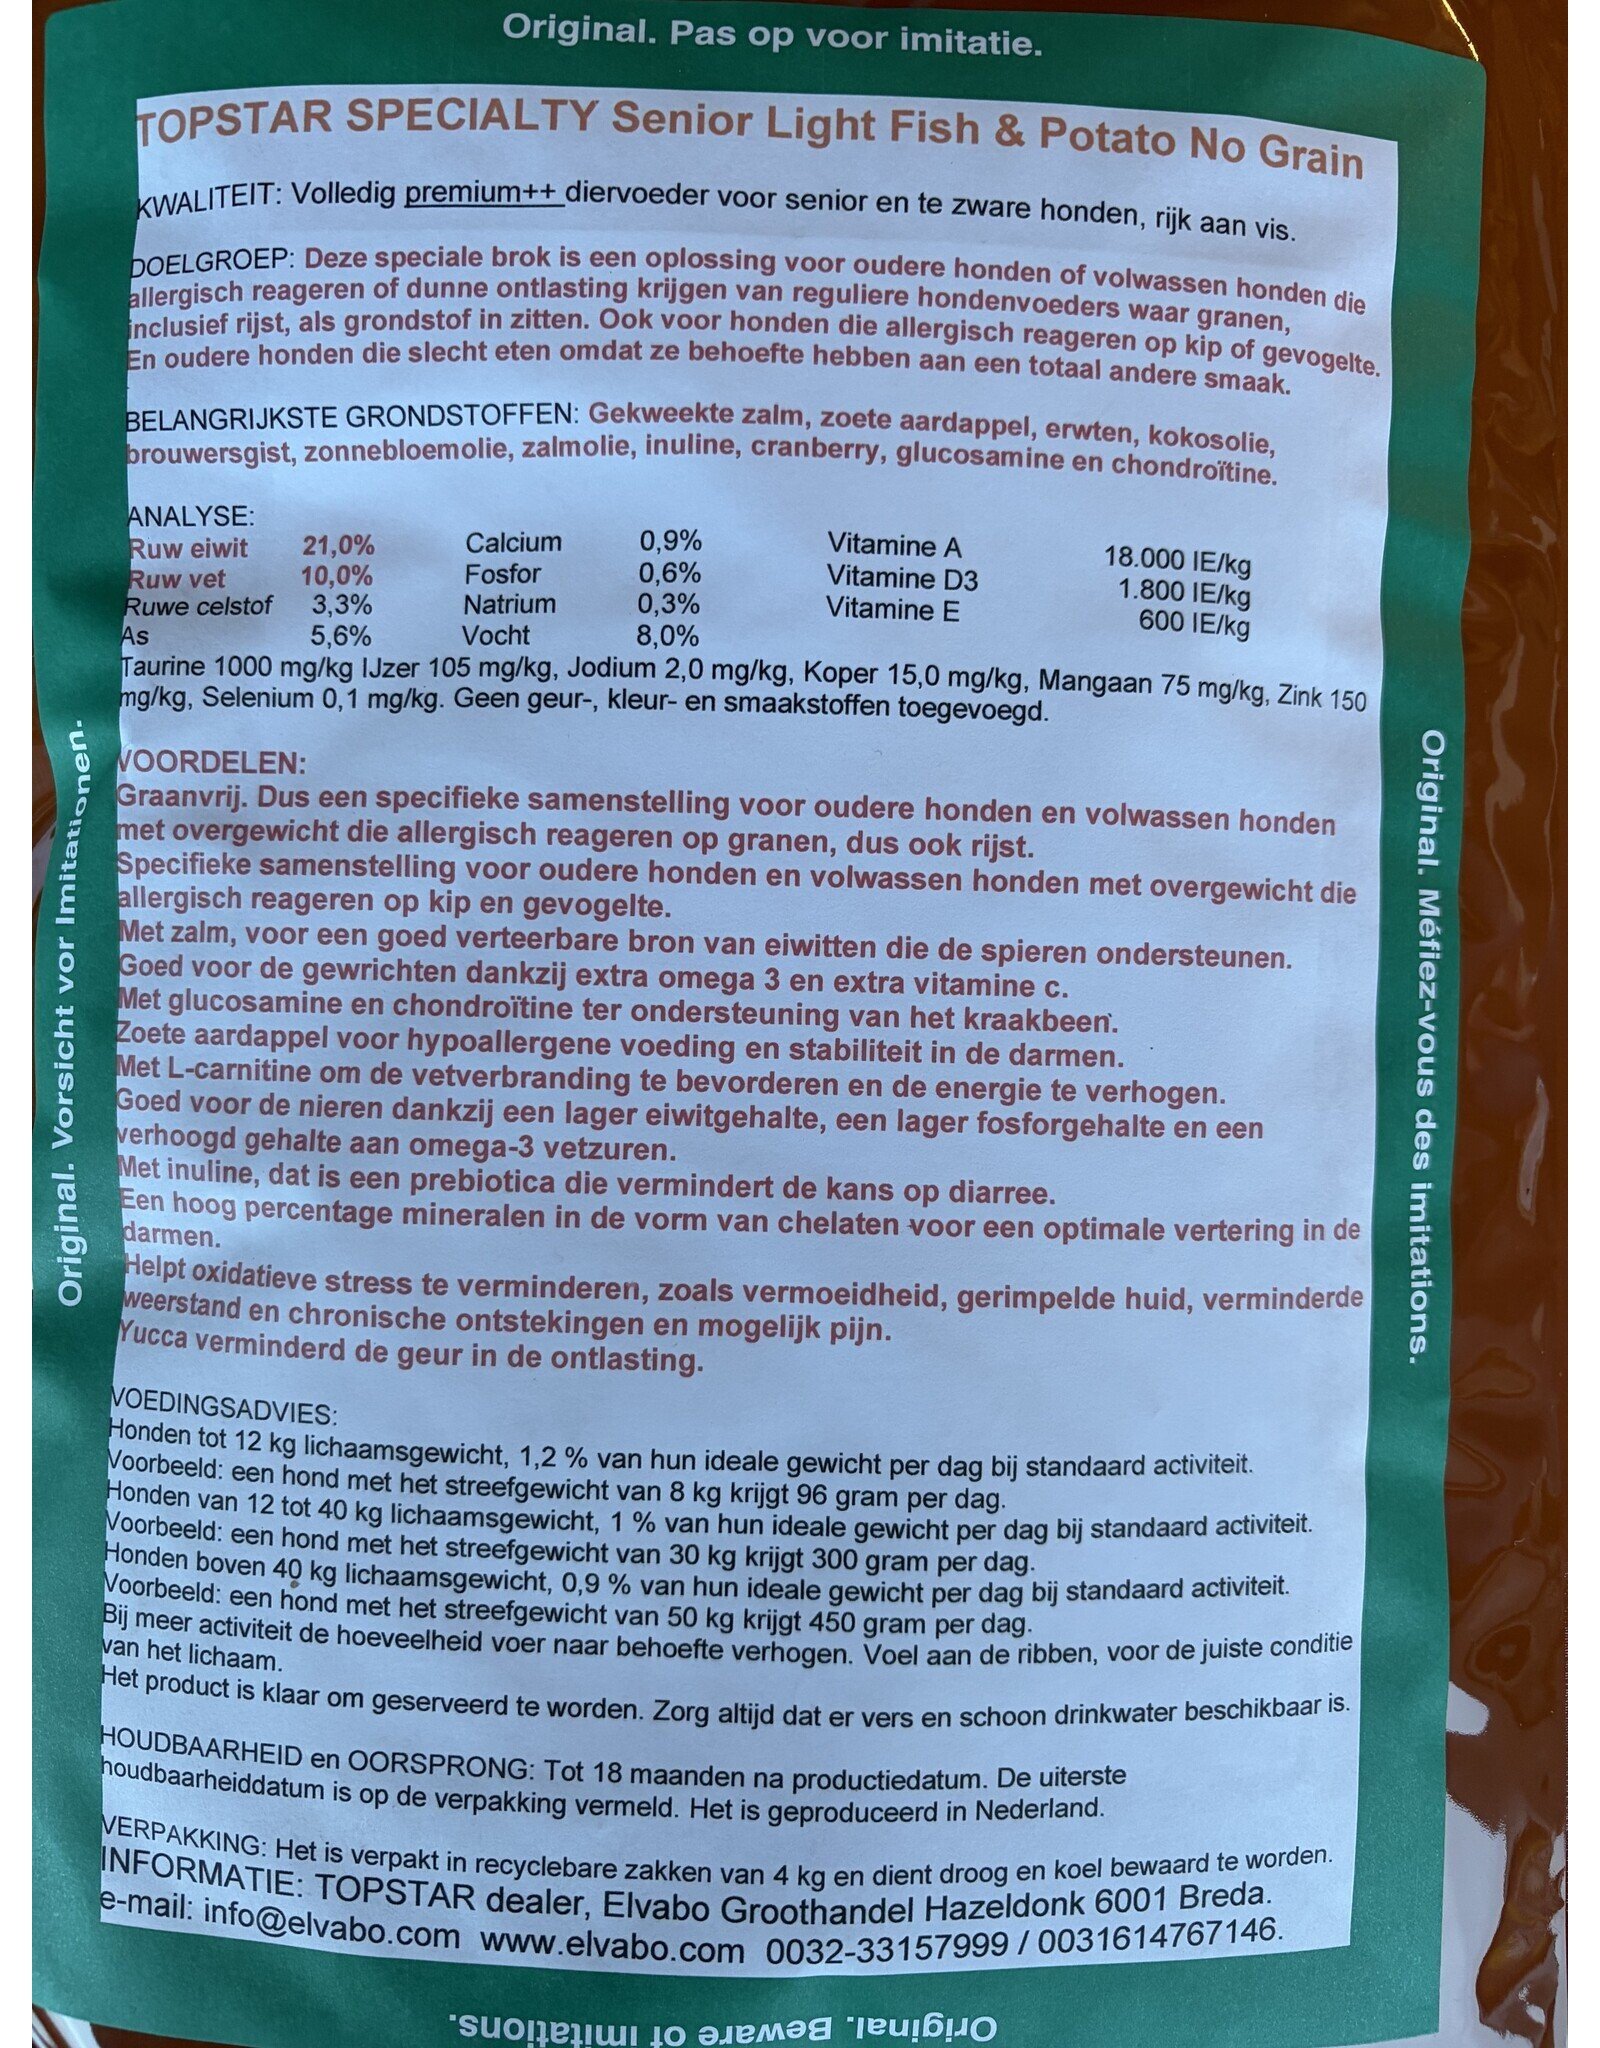 Original. Pas op voor imitatie.
TOPSTAR SPECIALTY Senior Light Fish & Potato No Grain
KWALITEIT: Volledig premium++ diervoeder voor senior en te zware honden, rijk aan vis.
DOELGROEP: Deze speciale brok is een oplossing voor oudere honden of volwassen honden die
allergisch reageren of dunne ontlasting krijgen van reguliere hondenvoeders waar granen,
inclusief rijst, als grondstof in zitten. Ook voor honden die allergisch reageren op kip of gevogelte.
En oudere honden die slecht eten omdat ze behoefte hebben aan een totaal andere smaak.
BELANGRIJKSTE GRONDSTOFFEN: Gekweekte zalm, zoete aardappel, erwten, kokosolie,
brouwersgist, zonnebloemolie, zalmolie, inuline, cranberry, glucosamine en chondroïtine.
ANALYSE:
Ruw eiwit 21,0% Calcium 0,9% Vitamine A 18.000 IE/kg
Ruw vet 10,0% Fosfor 0,6% Vitamine D3 1.800 IE/kg
Ruwe celstof 3,3% Natrium 0,3% Vitamine E 600 IE/kg
As 5,6% Vocht 8,0%
Taurine 1000 mg/kg IJzer 105 mg/kg, Jodium 2,0 mg/kg, Koper 15,0 mg/kg, Mangaan 75 mg/kg, Zink 150
mg/kg, Selenium 0,1 mg/kg. Geen geur-, kleur- en smaakstoffen toegevoegd.
VOORDELEN:
Graanvrij. Dus een specifieke samenstelling voor oudere honden en volwassen honden
met overgewicht die allergisch reageren op granen, dus ook rijst.
Specifieke samenstelling voor oudere honden en volwassen honden met overgewicht die
allergisch reageren op kip en gevogelte.
Met zalm, voor een goed verteerbare bron van eiwitten die de spieren ondersteunen.
Goed voor de gewrichten dankzij extra omega 3 en extra vitamine c.
Met glucosamine en chondroïtine ter ondersteuning van het kraakbeen.
Zoete aardappel voor hypoallergene voeding en stabiliteit in de darmen.
Met L-carnitine om de vetverbranding te bevorderen en de energie te verhogen.
Goed voor de nieren dankzij een lager eiwitgehalte, een lager fosforgehalte en een
verhoogd gehalte aan omega-3 vetzuren.
Met inuline, dat is een prebiotica die vermindert de kans op diarree.
Een hoog percentage mineralen in de vorm van chelaten voor een optimale vertering in de
darmen.
Helpt oxidatieve stress te verminderen, zoals vermoeidheid, gerimpelde huid, verminderde
weerstand en chronische ontstekingen en mogelijk pijn.
Yucca verminderd de geur in de ontlasting.
VOEDINGSADVIES:
Honden tot 12 kg lichaamsgewicht, 1,2 % van hun ideale gewicht per dag bij standaard activiteit.
Voorbeeld: een hond met het streefgewicht van 8 kg krijgt 96 gram per dag.
Honden van 12 tot 40 kg lichaamsgewicht, 1 % van hun ideale gewicht per dag bij standaard activiteit.
Voorbeeld: een hond met het streefgewicht van 30 kg krijgt 300 gram per dag.
Honden boven 40 kg lichaamsgewicht, 0,9 % van hun ideale gewicht per dag bij standaard activiteit.
Voorbeeld: een hond met het streefgewicht van 50 kg krijgt 450 gram per dag.
Bij meer activiteit de hoeveelheid voer naar behoefte verhogen. Voel aan de ribben, voor de juiste conditie
van het lichaam.
Het product is klaar om geserveerd te worden. Zorg altijd dat er vers en schoon drinkwater beschikbaar is.
HOUDBAARHEID en OORSPRONG: Tot 18 maanden na productiedatum. De uiterste
houdbaarheiddatum is op de verpakking vermeld. Het is geproduceerd in Nederland.
VERPAKKING: Het is verpakt in recyclebare zakken van 4 kg en dient droog en koel bewaard te worden.
INFORMATIE: TOPSTAR dealer, Elvabo Groothandel Hazeldonk 6001 Breda.
e-mail: info@elvabo.com www.elvabo.com 0032-33157999 / 0031614767146.
Original. Vorsicht vor Imitationen.
Original. Méfiez-vous des imitations.
Original. Beware of imitations.